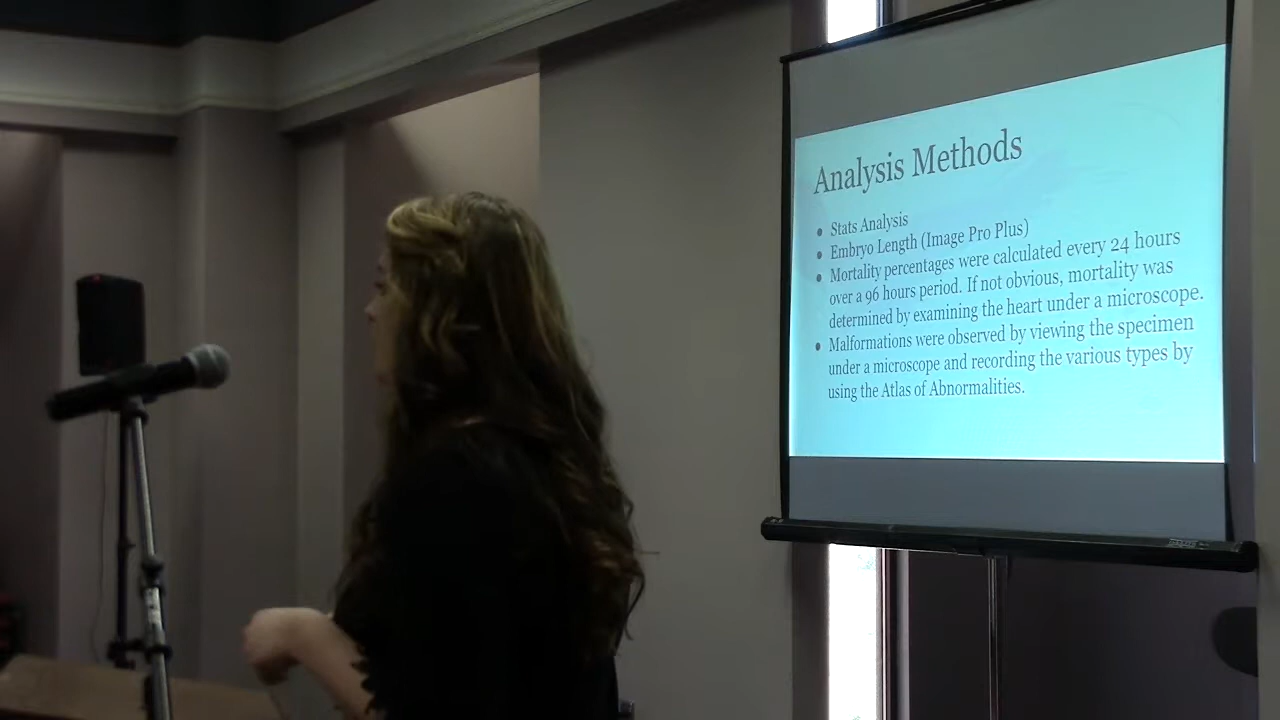 Analysis Methods
• Stats Analysis
• Embryo Length (Image Pro Plus)
• Mortality percentages were calculated every 24 hours
over a 96 hours period. If not obvious, mortality was
determined by examining the heart under a microscope.
• Malformations were observed by viewing the specimen
under a microscope and recording the various types by
using the Atlas of Abnormalities.